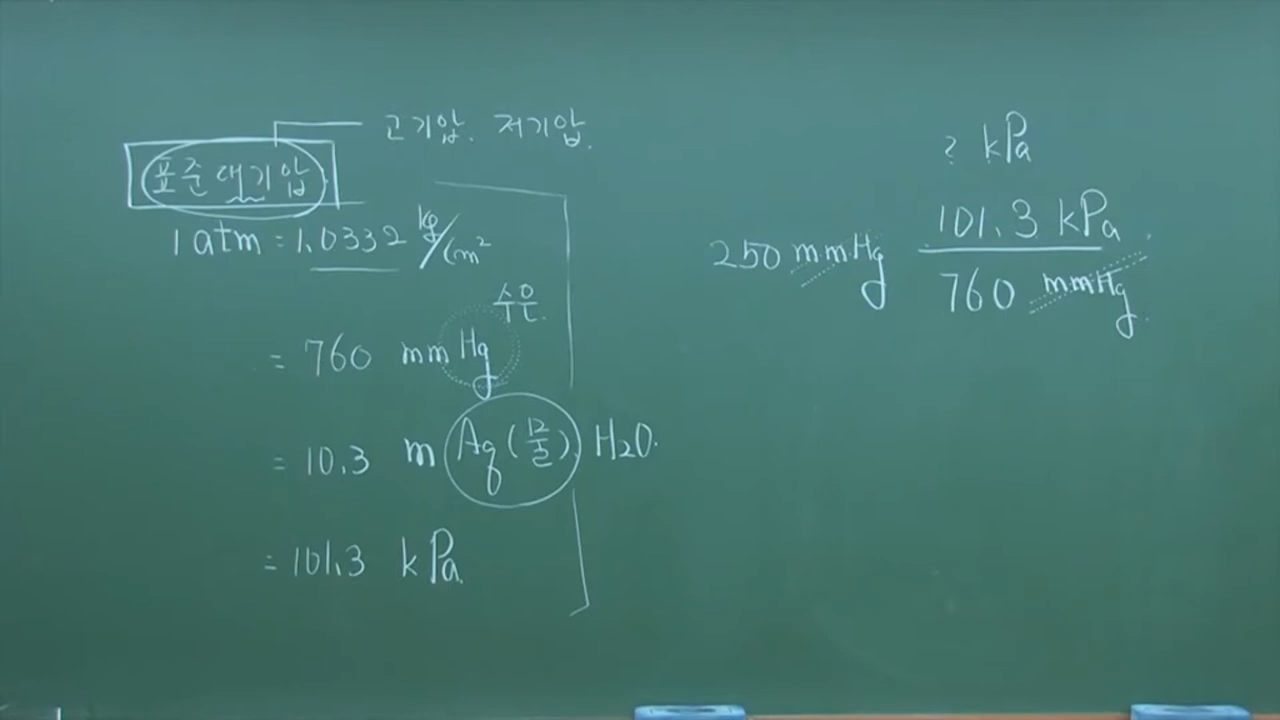 고기압. 저기압.
표준대기압
1 atm = 1.0332 kg/cm²
수은.
= 760 mmHg
= 10.3 m Aq (물) H2O.
= 101.3 kPa.
? kPa
250 mmHg 101.3 kPa
760 mmHg